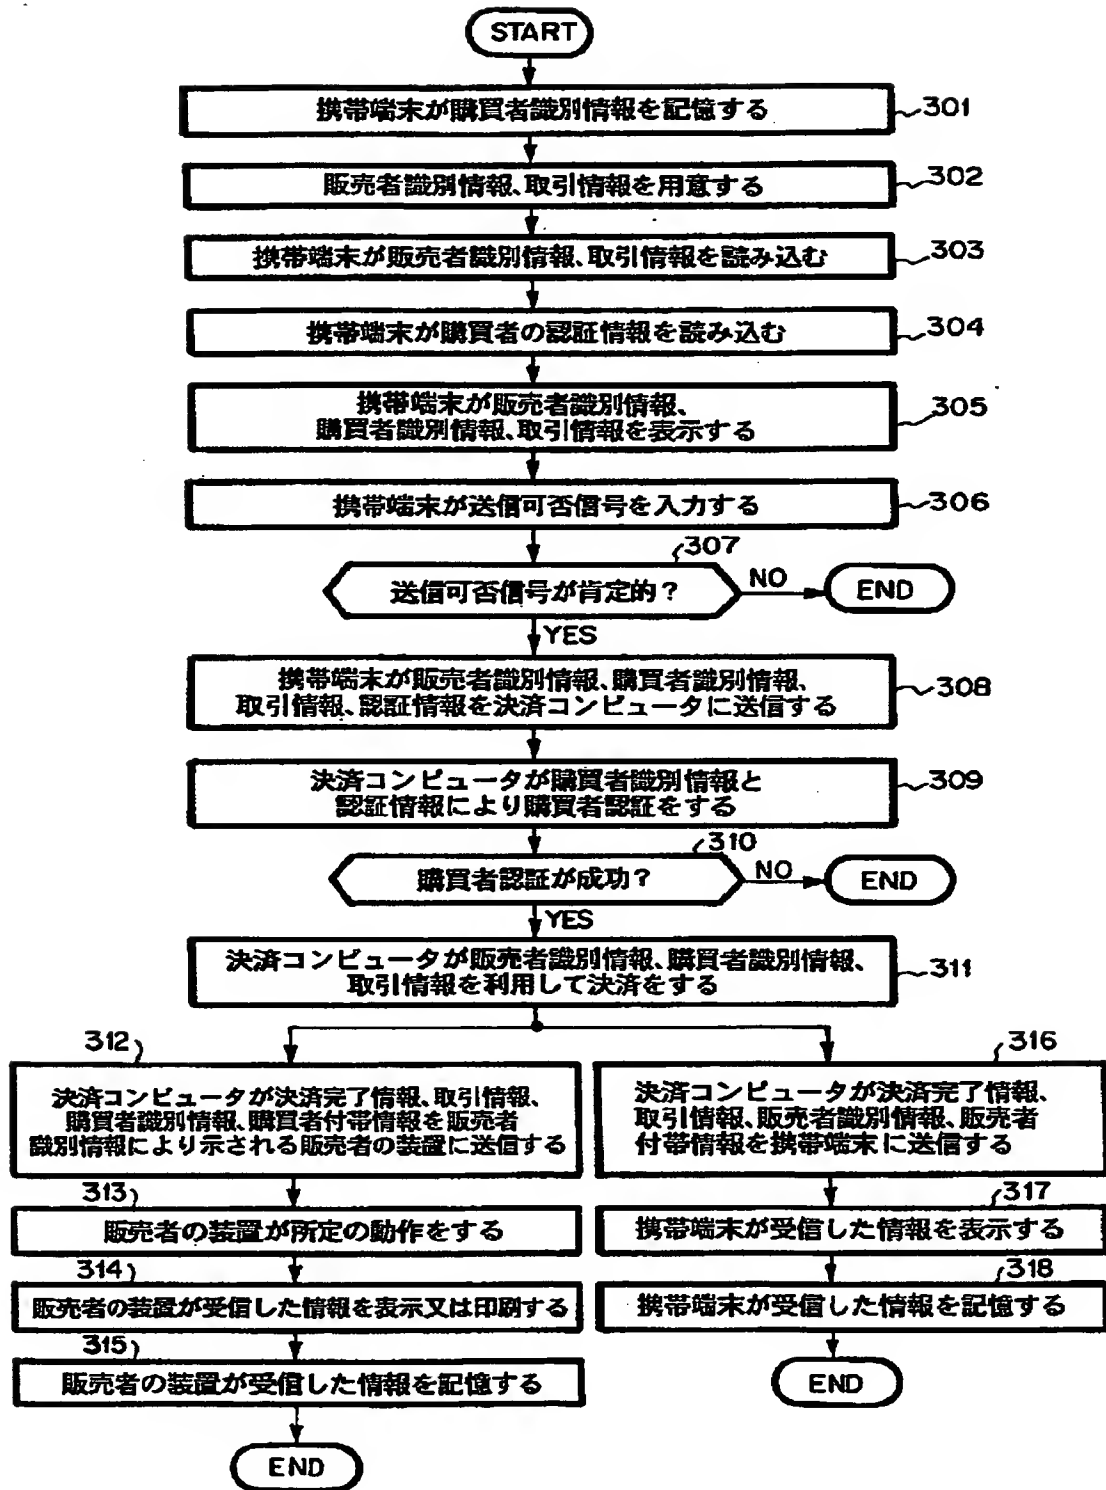 START
携帯端末が購買者識別情報を記憶する
301
販売者識別情報、取引情報を用意する
302
携帯端末が販売者識別情報、取引情報を読み込む
303
携帯端末が購買者の認証情報を読み込む
304
携帯端末が販売者識別情報、
購買者識別情報、取引情報を表示する
305
携帯端末が送信可否信号を入力する
306
307
送信可否信号が肯定的?
NO
END
YES
携帯端末が販売者識別情報、購買者識別情報、
取引情報、認証情報を決済コンピュータに送信する
308
決済コンピュータが購買者識別情報と
認証情報により購買者認証をする
309
310
購買者認証が成功?
NO
END
YES
決済コンピュータが販売者識別情報、購買者識別情報、
取引情報を利用して決済をする
311
312
決済コンピュータが決済完了情報、取引情報、
購買者識別情報、購買者付帯情報を販売者
識別情報により示される販売者の装置に送信する
313
販売者の装置が所定の動作をする
314
販売者の装置が受信した情報を表示又は印刷する
315
販売者の装置が受信した情報を記憶する
END
316
決済コンピュータが決済完了情報、
取引情報、販売者識別情報、販売者
付帯情報を携帯端末に送信する
317
携帯端末が受信した情報を表示する
318
携帯端末が受信した情報を記憶する
END